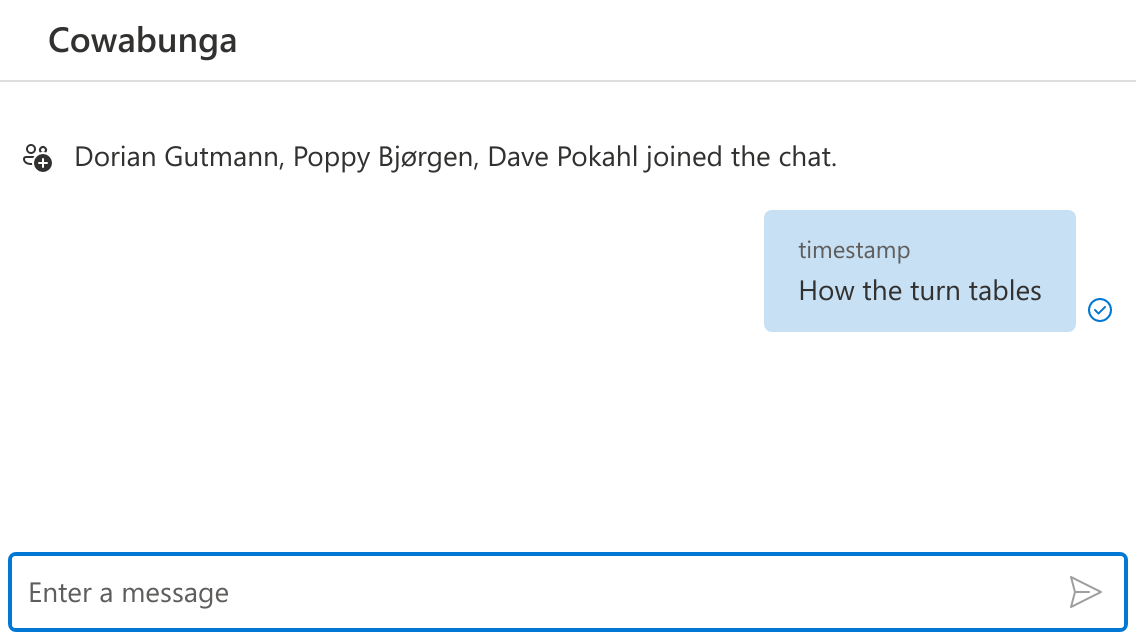 Cowabunga
Dorian Gutmann, Poppy Bjørgen, Dave Pokahl joined the chat.
timestamp
How the turn tables
Enter a message